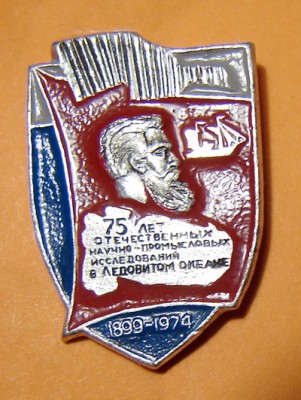 75 ЛЕТ
ОТЕЧЕСТВЕННЫХ
НАУЧНО-ПРОМЫСЛОВЫХ
ИССЛЕДОВАНИЙ
В ЛЕДОВИТОМ ОКЕАНЕ
1899-1974